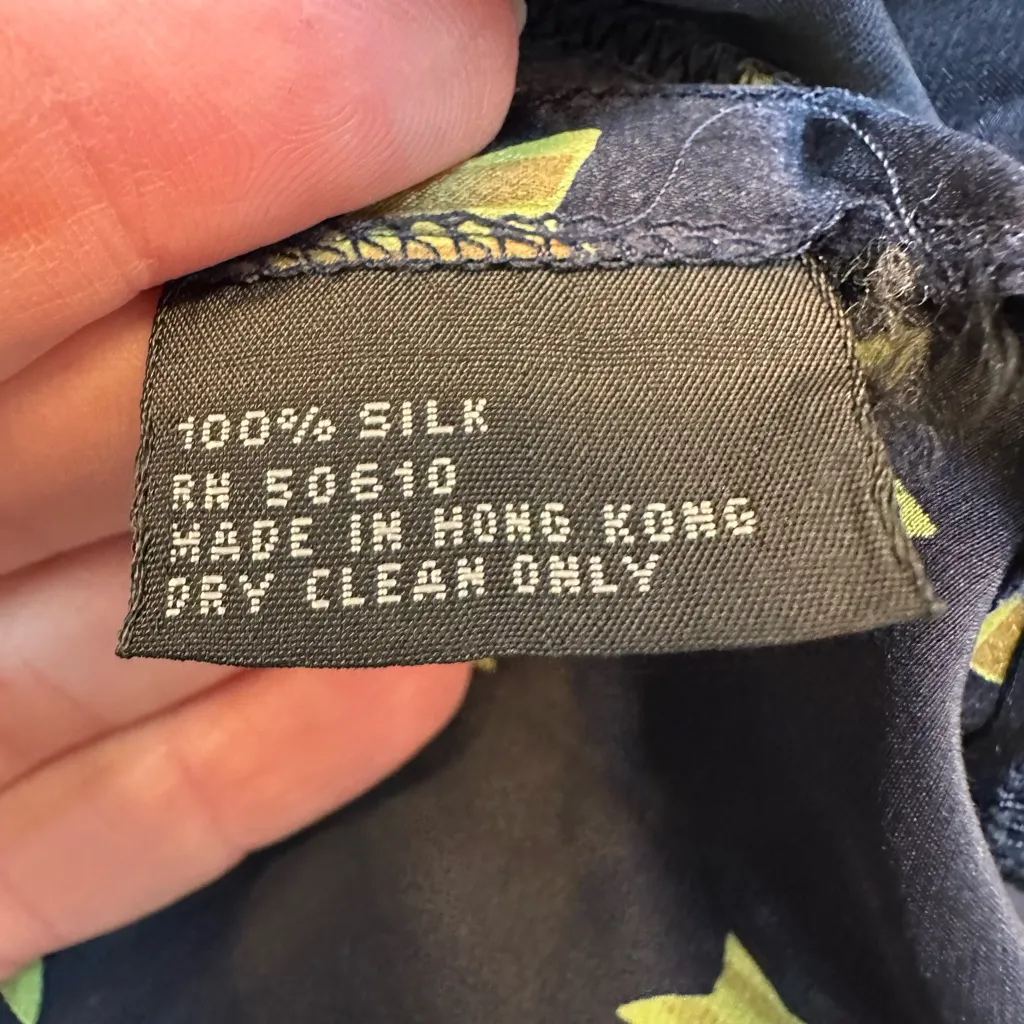 100% SILK
RN 50610
MADE IN HONG KONG
DRY CLEAN ONLY